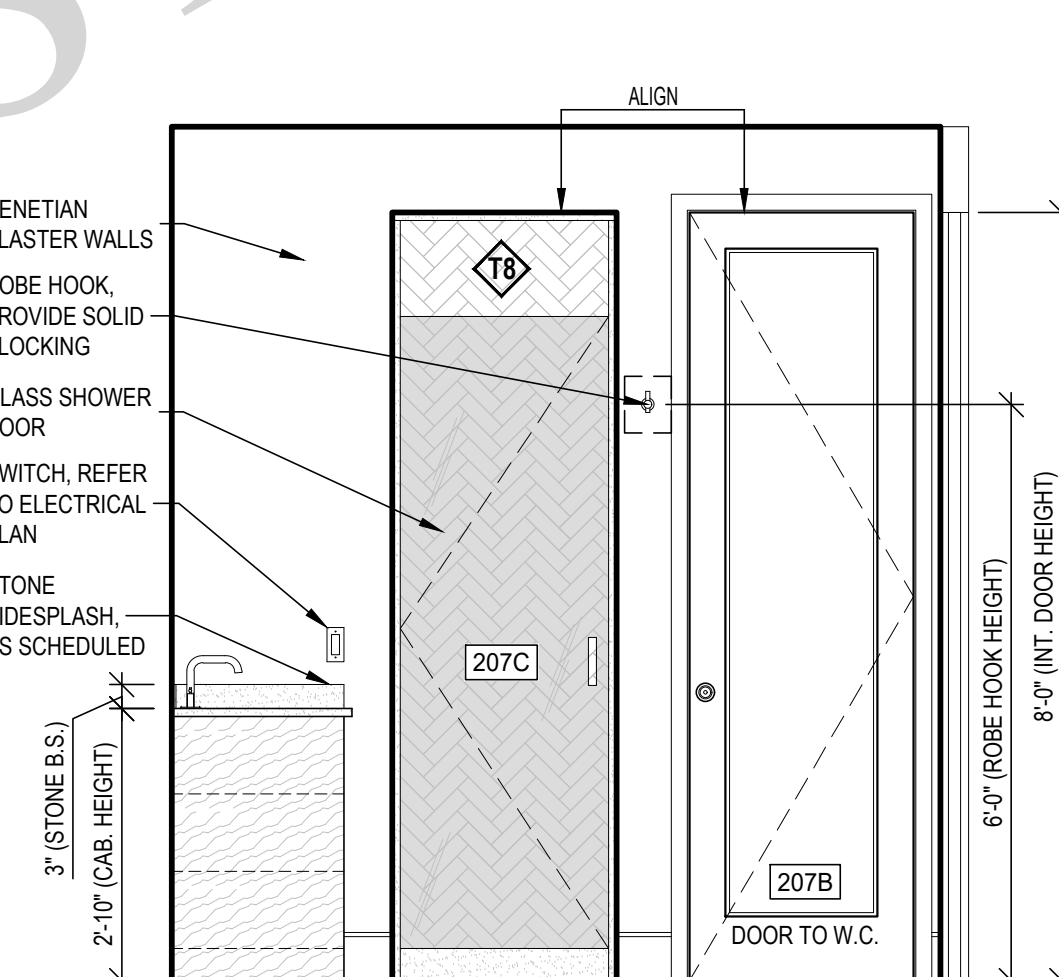 ALIGN
ENETIAN
LASTER WALLS
T8
OBE HOOK,
ROVIDE SOLID
LOCKING
LASS SHOWER
OOR
WITCH, REFER
O ELECTRICAL
LAN
TONE
IDESPLASH,
S SCHEDULED
207C
3" (STONE B.S.)
2'-10" (CAB. HEIGHT)
6'-0" (ROBE HOOK HEIGHT)
8'-0" (INT. DOOR HEIGHT)
207B
DOOR TO W.C.